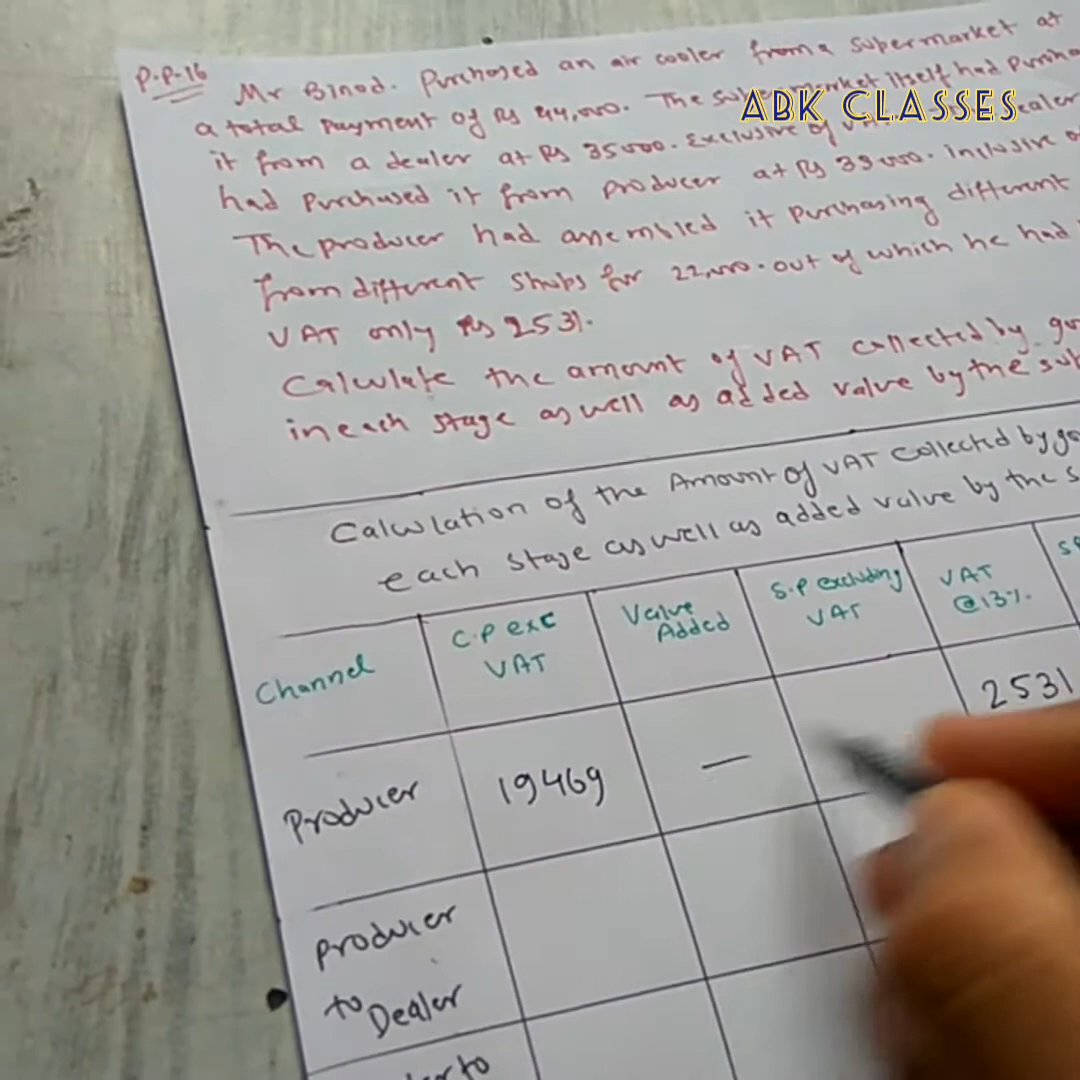 P.P-16
Mr Binod. Purchased an air cooler from a supermarket at
a total payment of Rs 44,000. The supermarket itself had Purcha
ABK CLASSES
it from a dealer at Rs 35000. Exclusive of VAT. dealer
had purchased it from producer at Rs 33000. inclusive o
The producer had assembled it purchasing different
from different shops for 22,000. out of which he had
VAT only Rs 2531.
Calculate the amount of VAT collected by go
in each stage as well as added value by the su
Calculation of the Amount of VAT collected by go
each stage as well as added value by the s
Channel
C.P exc VAT
Value Added
S.P excluding VAT
VAT @13%.
SP
Producer
19469
—
2531
Producer to Dealer
to